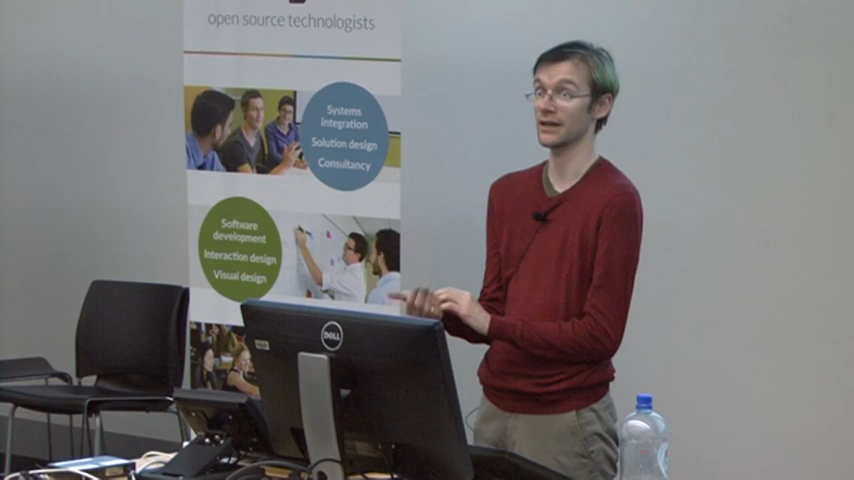 open source technologists
Systems
integration
Solution design
Consultancy
Software
development
Interaction design
Visual design
DELL